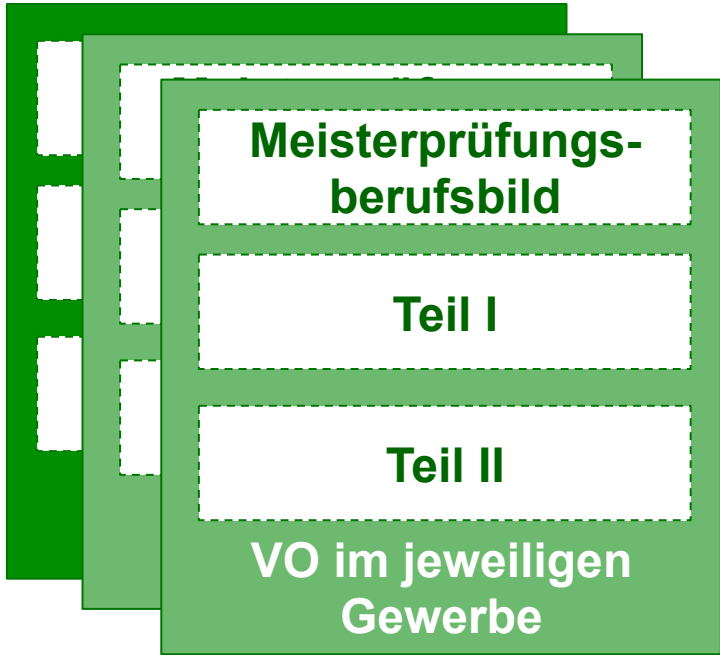 Meisterprüfungs-
berufsbild
Teil I
Teil II
VO im jeweiligen
Gewerbe